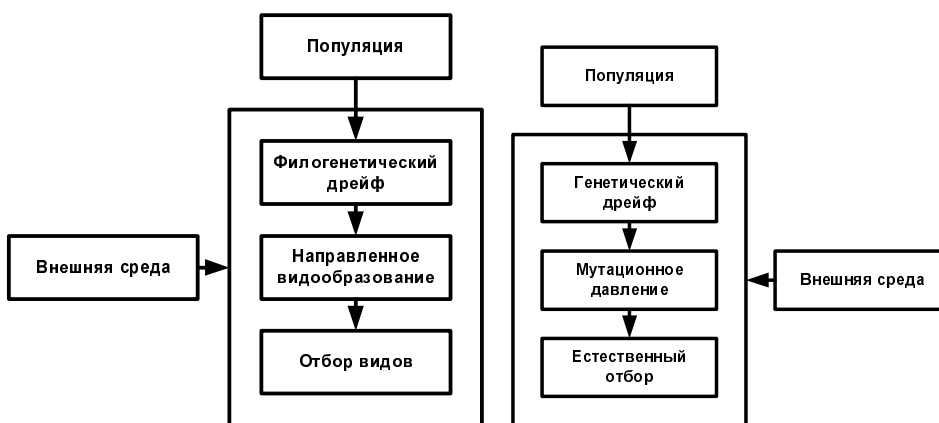 Популяция
Филогенетический
дрейф
Направленное
видообразование
Отбор видов
Внешняя среда
Популяция
Генетический
дрейф
Мутационное
давление
Естественный
отбор
Внешняя среда